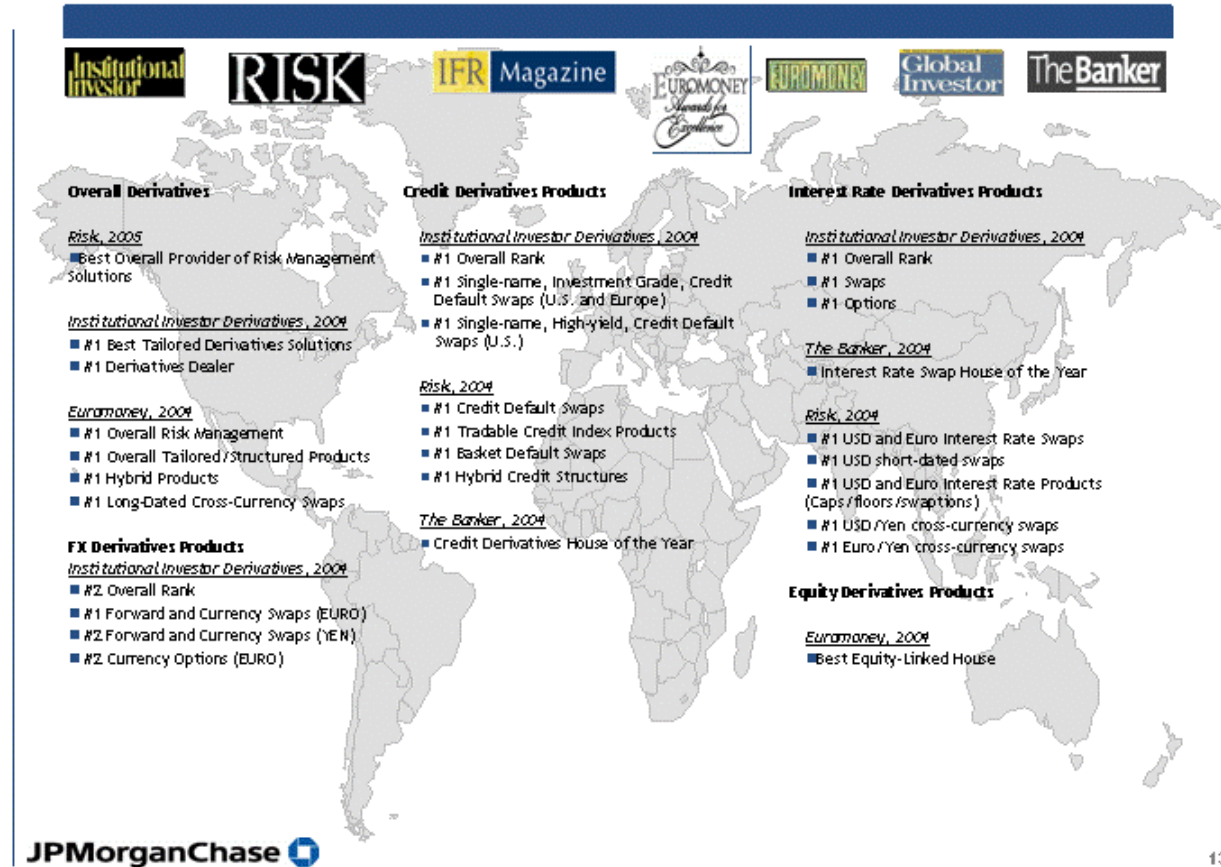 Institutional Investor
RISK
IFR Magazine
EUROMONEY
Awards for
Excellence
EUROMONEY
Global
Investor
The Banker
Overall Derivatives
Risk, 2005
Best Overall Provider of Risk Management
Solutions
Institutional Investor Derivatives, 2004
#1 Best Tailored Derivatives Solutions
#1 Derivatives Dealer
Euromoney, 2004
#1 Overall Risk Management
#1 Overall Tailored/Structured Products
#1 Hybrid Products
#1 Long-Dated Cross-Currency Swaps
FX Derivatives Products
Institutional Investor Derivatives, 2004
#2 Overall Rank
#1 Forward and Currency Swaps (EURO)
#2 Forward and Currency Swaps (YEN)
#2 Currency Options (EURO)
Credit Derivatives Products
Institutional Investor Derivatives, 2004
#1 Overall Rank
#1 Single-name, Investment Grade, Credit
Default Swaps (U.S. and Europe)
#1 Single-name, High-yield, Credit Default
Swaps (U.S.)
Risk, 2004
#1 Credit Default Swaps
#1 Tradable Credit Index Products
#1 Basket Default Swaps
#1 Hybrid Credit Structures
The Banker, 2004
Credit Derivatives House of the Year
Interest Rate Derivatives Products
Institutional Investor Derivatives, 2004
#1 Overall Rank
#1 Swaps
#1 Options
The Banker, 2004
Interest Rate Swap House of the Year
Risk, 2004
#1 USD and Euro Interest Rate Swaps
#1 USD short-dated swaps
#1 USD and Euro Interest Rate Products
(Caps/floors/swaptions)
#1 USD/Yen cross-currency swaps
#1 Euro/Yen cross-currency swaps
Equity Derivatives Products
Euromoney, 2004
Best Equity-Linked House
JPMorganChase